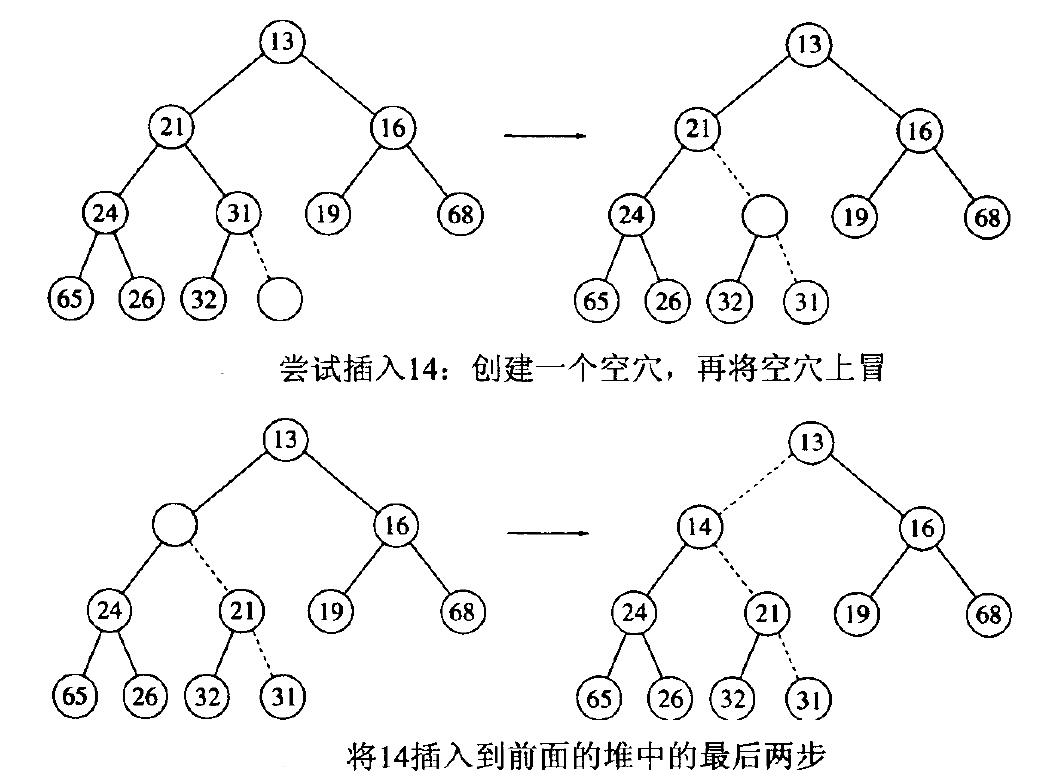 13 13
21 16 21 16
24 31 19 68 24 19 68
65 26 32 65 26 32 31
尝试插入14：创建一个空穴，再将空穴上冒
13 13
16 14 16
24 21 19 68 24 21 19 68
65 26 32 31 65 26 32 31
将14插入到前面的堆中的最后两步